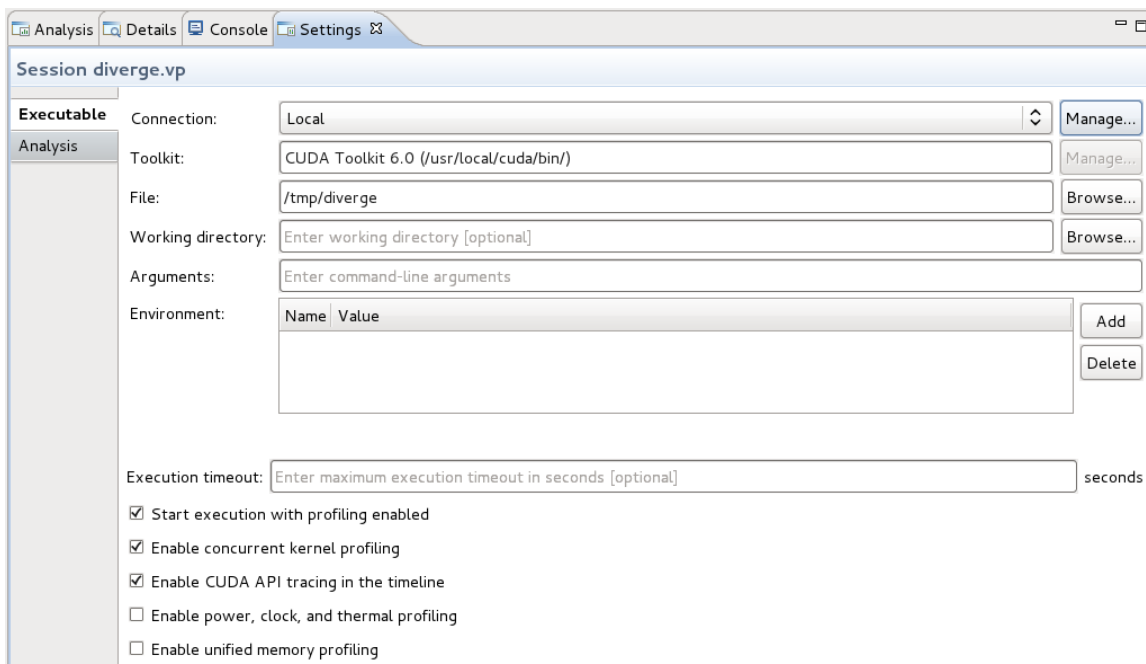 Analysis Details Console Settings
Session diverge.vp
Executable
Analysis
Connection: Local Manage...
Toolkit: CUDA Toolkit 6.0 (/usr/local/cuda/bin/) Manage...
File: /tmp/diverge Browse...
Working directory: Enter working directory [optional] Browse...
Arguments: Enter command-line arguments
Environment: Name Value Add
Delete
Execution timeout: Enter maximum execution timeout in seconds [optional] seconds
Start execution with profiling enabled
Enable concurrent kernel profiling
Enable CUDA API tracing in the timeline
Enable power, clock, and thermal profiling
Enable unified memory profiling